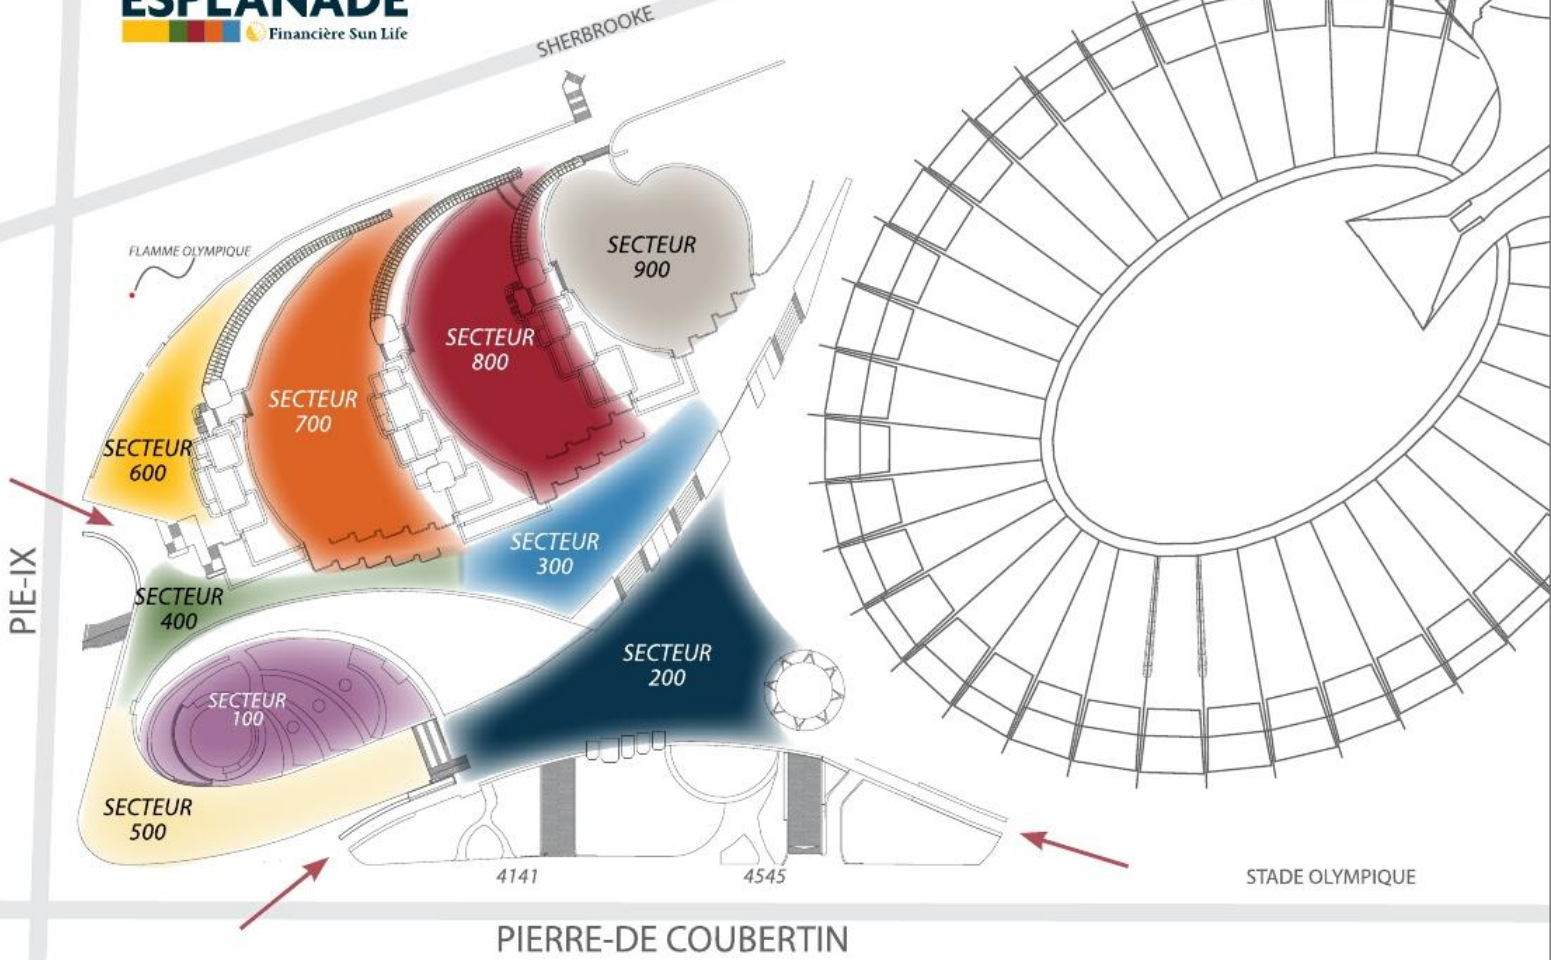 ESPLANADE
Financière Sun Life
SHERBROOKE
FLAMME OLYMPIQUE
SECTEUR
900
SECTEUR
800
SECTEUR
700
SECTEUR
600
SECTEUR
300
PIE-IX
SECTEUR
400
SECTEUR
200
SECTEUR
100
SECTEUR
500
4141
4545
STADE OLYMPIQUE
PIERRE-DE COUBERTIN